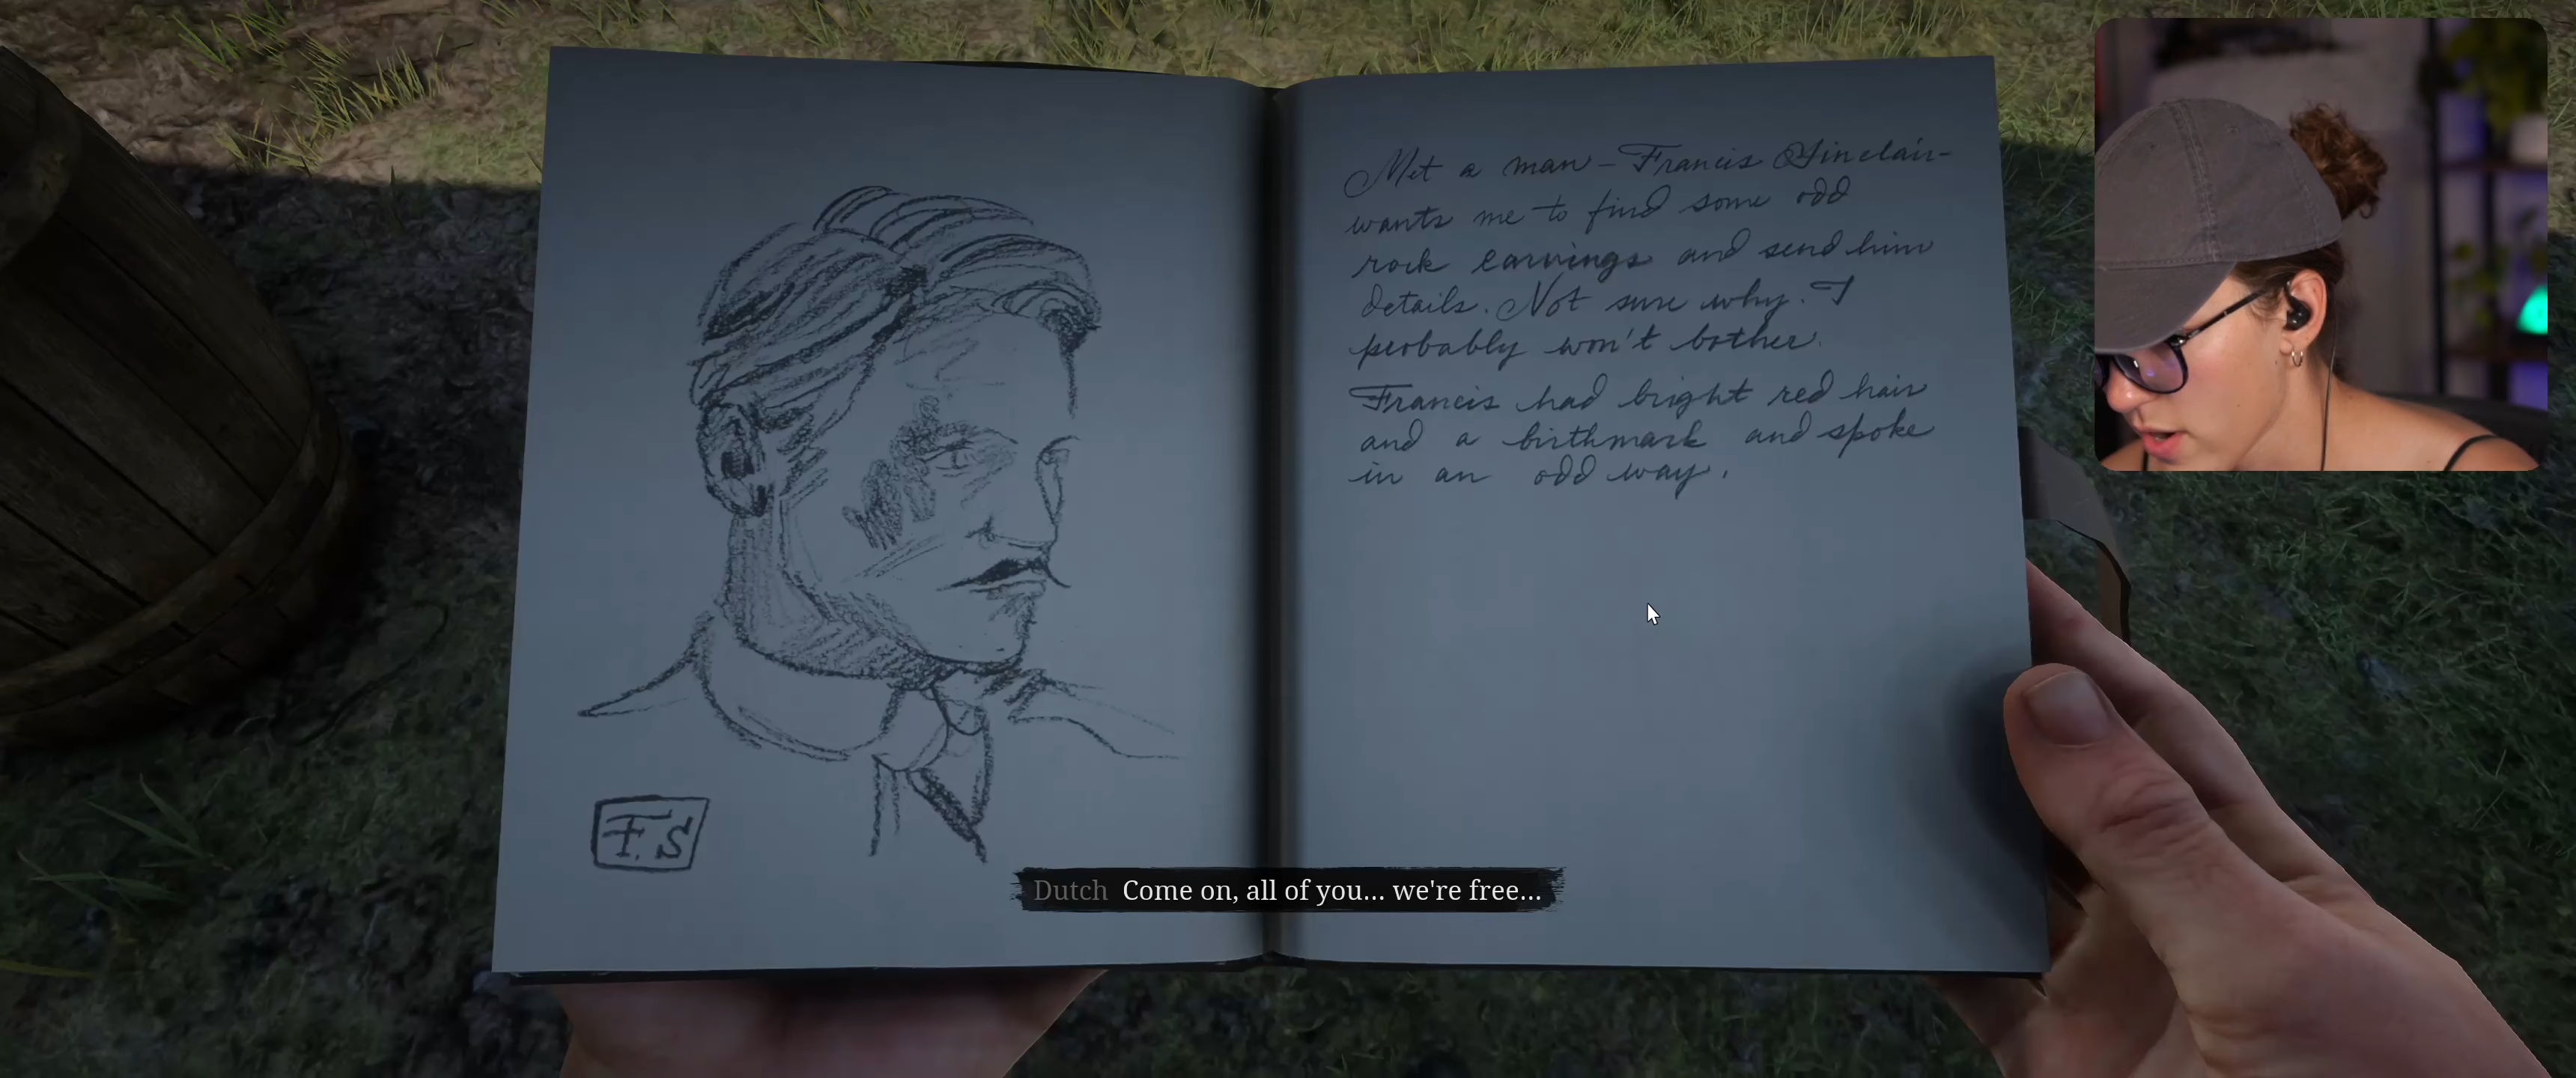 Met a man – Francis Sinclair –
wants me to find some odd
rock carvings and send him
details. Not sure why. I
probably won't bother.
Francis had bright red hair
and a birthmark and spoke
in an odd way.
F.S
Dutch Come on, all of you... we're free...